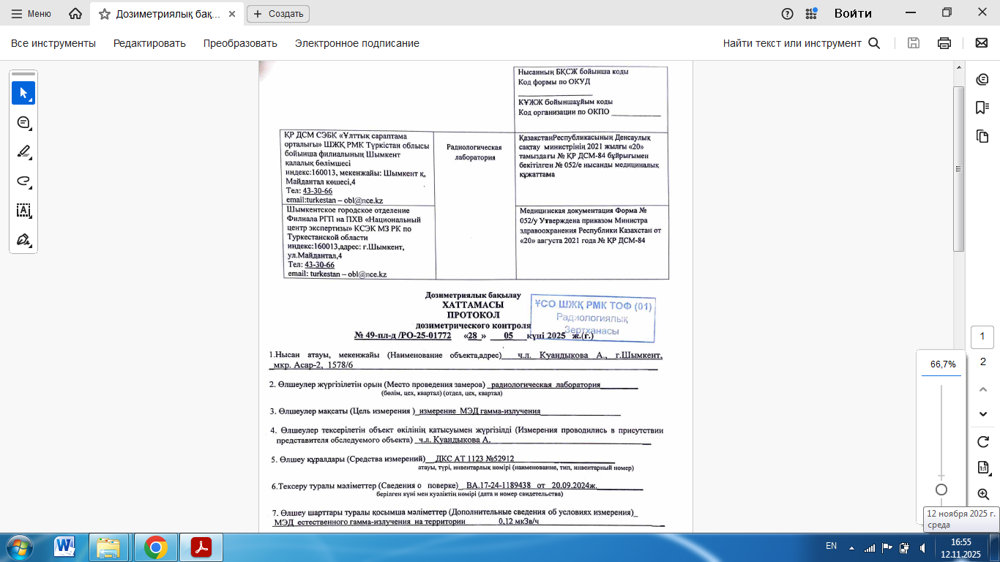 Меню
Дозиметриялық бақ...
Создать
Войти
Все инструменты
Редактировать
Преобразовать
Электронное подписание
Найти текст или инструмент
Нысанның БҚСЖ бойынша коды
Код формы по ОКУД
КҰЖЖ бойыншаұйым коды
Код организации по ОКПО
ҚР ДСМ СЭБК «Ұлттық сараптама
орталығы» ШЖҚ РМК Түркістан облысы
бойынша филиалының Шымкент
қалалық бөлімшесі
индекс:160013, мекенжайы: Шымкент қ,
Майдантал көшесі,4
Тел: 43-30-66
email:turkestan – obl@nce.kz
Радиологическая
лаборатория
ҚазақстанРеспубликасының Денсаулық
сақтау министрінің 2021 жылғы «20»
тамыздағы № ҚР ДСМ-84 бұйрығымен
бекітілген № 052/е нысанды медициналық
құжаттама
Шымкентское городское отделение
Филиала РГП на ПХВ «Национальный
центр экспертизы» КСЭК МЗ РК по
Туркестанской области
индекс:160013,адрес: г.Шымкент,
ул.Майдантал,4
Тел: 43-30-66
email: turkestan – obl@nce.kz
Медицинская документация Форма №
052/у Утверждена приказом Министра
здравоохранения Республики Казахстан от
«20» августа 2021 года № ҚР ДСМ-84
Дозиметриялык бақылау
ХАТТАМАСЫ
ПРОТОКОЛ
дозиметрического контроля
№ 49-пл-д /РО-25-01772 «28 » 05 күні 2025 ж.(г.)
ҰСО ШЖҚ РМК ТОФ (01)
Радиологиялық
Зертханасы
1.Нысан атауы, мекенжайы (Наименование объекта,адрес) ч.л. Куандыкова А., г.Шымкент,
мкр. Асар-2, 1578/6
2. Өлшеулер жүргізілетін орын (Место проведения замеров) радиологическая лаборатория
(бөлім, цех, квартал) (отдел, цех, квартал)
3. Өлшеулер мақсаты (Цель измерения ) измерение МЭД гамма-излучения
4. Өлшеулер тексерілетін объект өкілінің қатысуымен жүргізілді (Измерения проводились в присутствии
представителя обследуемого объекта) ч.л. Куандыкова А.
5. Өлшеу құралдары (Средства измерений) ДКС АТ 1123 №52912
атауы, түрі, инвентарлық нөмірі (наименование, тип, инвентарный номер)
6.Тексеру туралы мәліметтер (Сведения о поверке) ВА.17-24-1189438 от 20.09.2024ж.
берілген күні мен куәліктің нөмірі (дата и номер свидетельства)
7. Өлшеу шарттары туралы қосымша мәліметтер (Дополнительные сведения об условиях измерения)
МЭД естественного гамма-излучения на территории 0,12 мкЗв/ч
1
2
66,7%
12 ноября 2025 г.
среда
EN
16:55
12.11.2025